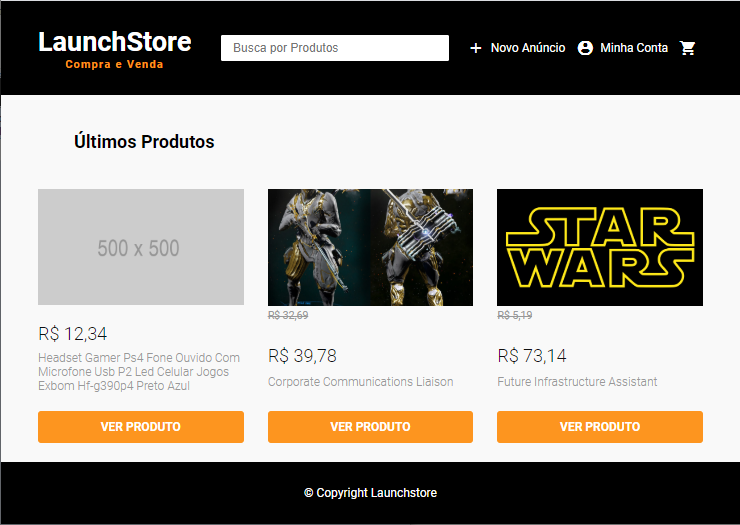 LaunchStore
Compra e Venda
Busca por Produtos
Novo Anúncio
Minha Conta
Últimos Produtos
500 x 500
R$ 12,34
Headset Gamer Ps4 Fone Ouvido Com
Microfone Usb P2 Led Celular Jogos
Exbom Hf-g390p4 Preto Azul
VER PRODUTO
R$ 32,69
R$ 39,78
Corporate Communications Liaison
VER PRODUTO
STAR
WARS
R$ 5,19
R$ 73,14
Future Infrastructure Assistant
VER PRODUTO
© Copyright Launchstore